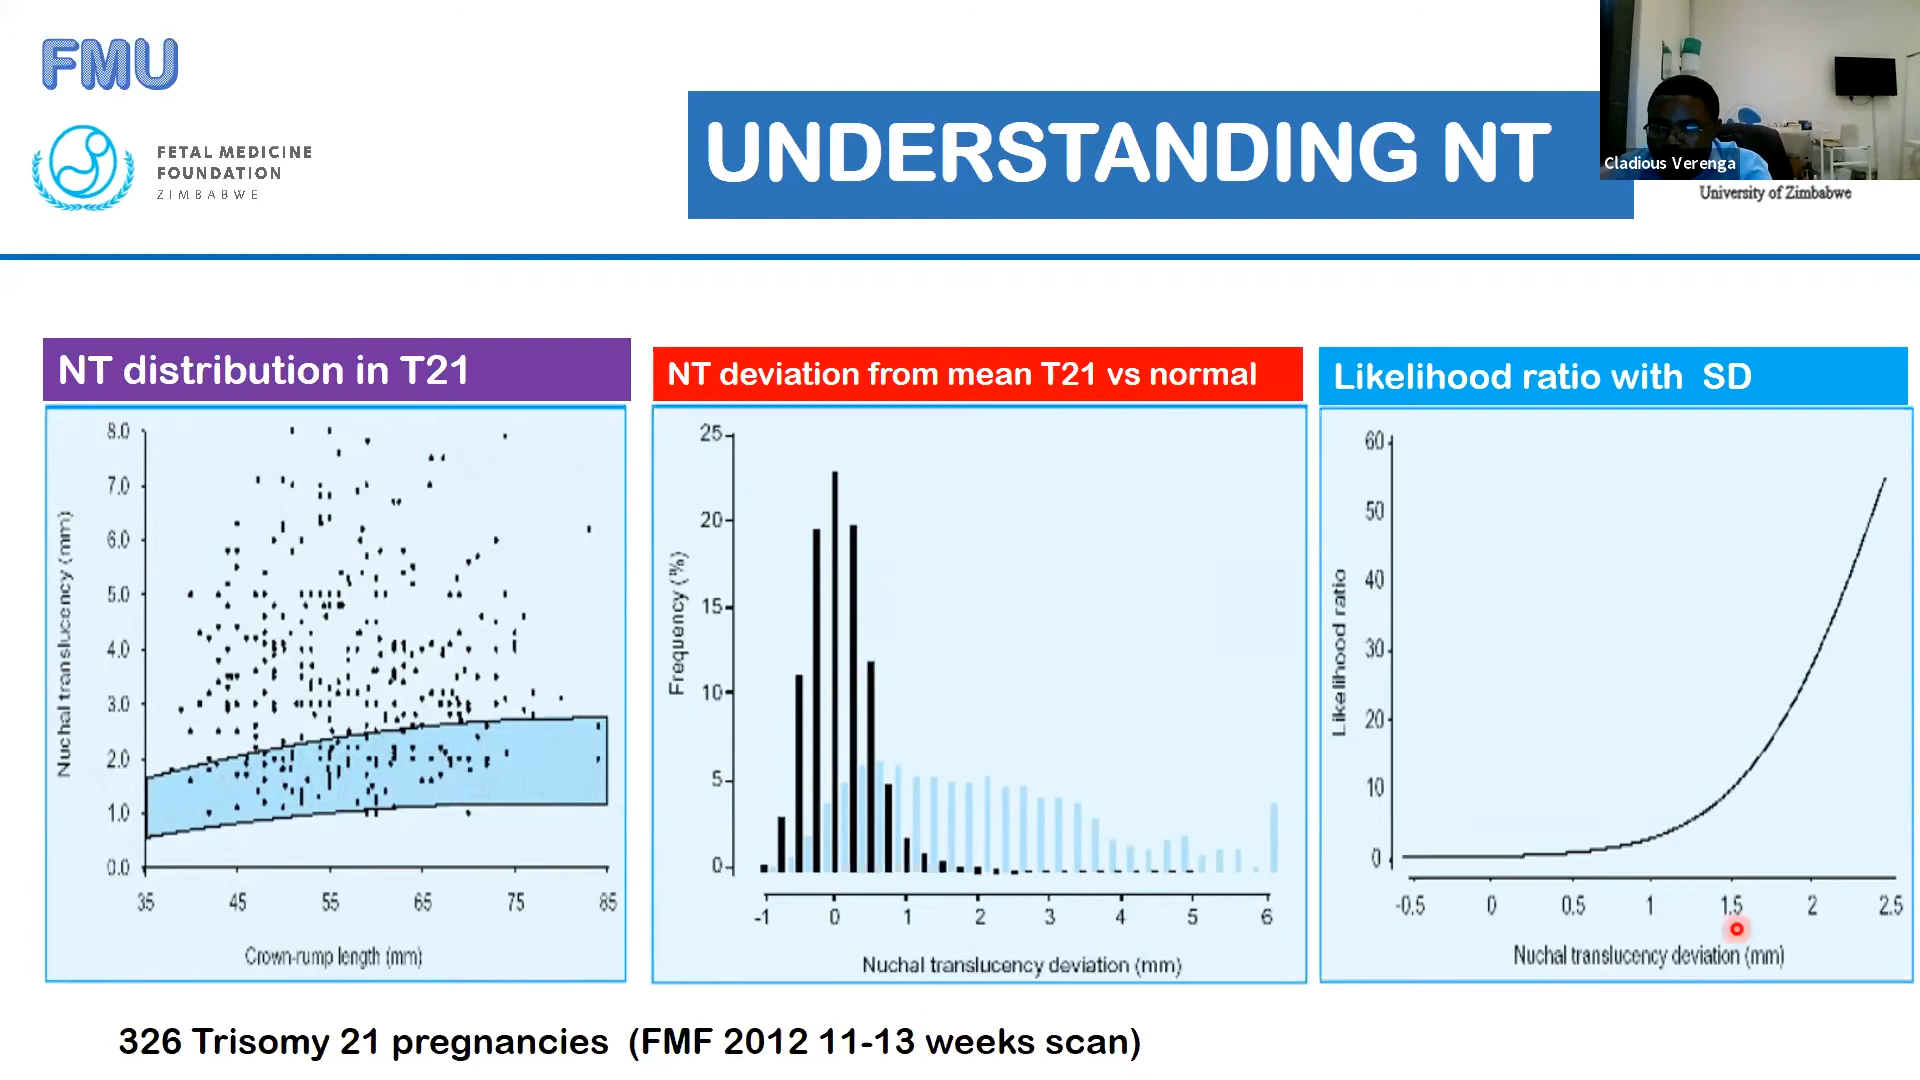 FMU
FETAL MEDICINE
FOUNDATION
ZIMBABWE
UNDERSTANDING NT
Cladious Verenga
University of Zimbabwe
NT distribution in T21
8.0
7.0
6.0
5.0
4.0
3.0
2.0
1.0
0.0
Nuchal translucency (mm)
35 45 55 65 75 85
Crown-rump length (mm)
NT deviation from mean T21 vs normal
25
20
15
10
5
0
Frequency (%)
-1 0 1 2 3 4 5 6
Nuchal translucency deviation (mm)
Likelihood ratio with SD
60
50
40
30
20
10
0
Likelihood ratio
-0.5 0 0.5 1 1.5 2 2.5
Nuchal translucency deviation (mm)
326 Trisomy 21 pregnancies (FMF 2012 11-13 weeks scan)